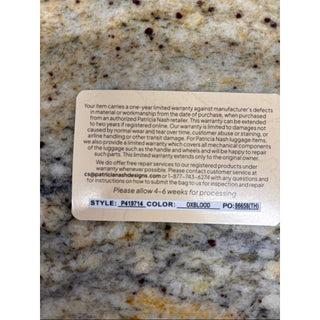 Your item carries a one-year limited warranty against manufacturer's defects
in material or workmanship from the date of purchase, when purchased
from an authorized Patricia Nash retailer. This warranty can be extended
to two years if registered online. Our warranty is limited to damages not
caused by normal wear and tear over time, customer abuse or staining, or
airline handling or other transit damage. For Patricia Nash luggage items,
we also provide a limited warranty which covers all mechanical components
of the luggage such as the handle and wheels and will be happy to repair
such parts. This limited warranty extends only to the original owner.
We do offer free repair services to our registered products under
warranty whenever possible. Please contact customer service at
cs@patricianashdesigns.com or 1-877-743-6274 with any questions and
for instructions on how to submit the bag to us for inspection and repair.
Please allow 4-6 weeks for processing.
STYLE: P419714 COLOR: OXBLOOD PO: 86658(TH)